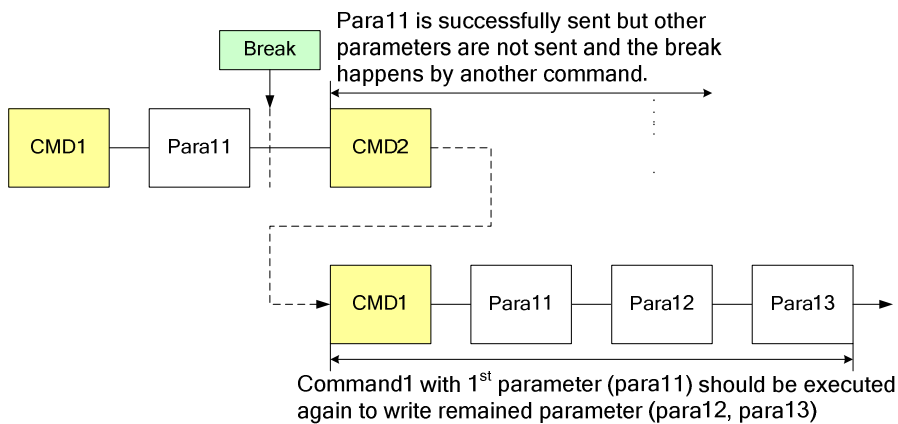 Para11 is successfully sent but other
parameters are not sent and the break
happens by another command.
Break
CMD1
Para11
CMD2
CMD1
Para11
Para12
Para13
Command1 with 1st parameter (para11) should be executed
again to write remained parameter (para12, para13)